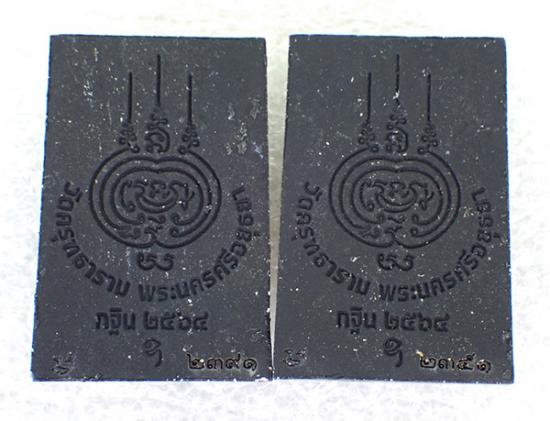 วัดครุฑธาราม พระนครศรีอยุธยา
กฐิน ๒๕๖๔
๒๓๙๑
วัดครุฑธาราม พระนครศรีอยุธยา
กฐิน ๒๕๖๔
๒๓๕๑